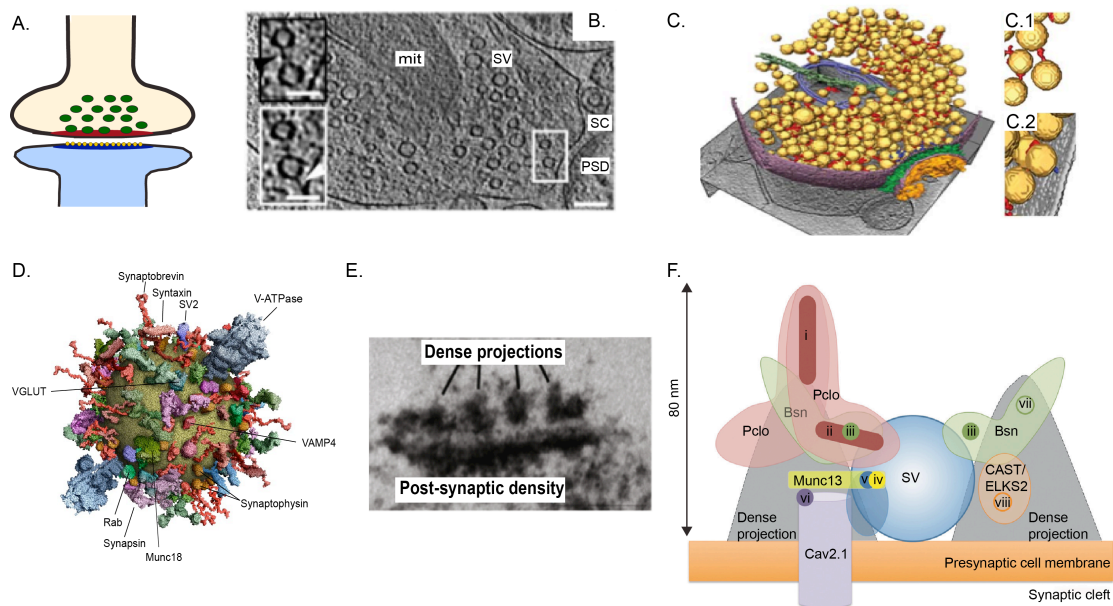 A.
B.
mit
SV
SC
PSD
C.
C.1
C.2
D.
Synaptobrevin
Syntaxin
SV2
V-ATPase
VGLUT
VAMP4
Synaptophysin
Rab
Synapsin
Munc18
E.
Dense projections
Post-synaptic density
F.
80 nm
i
Pclo
Bsn
Pclo
ii
iii
iii
vii
Bsn
Munc13
v
iv
SV
CAST/
ELKS2
vi
viii
Dense
projection
Dense
projection
Cav2.1
Presynaptic cell membrane
Synaptic cleft